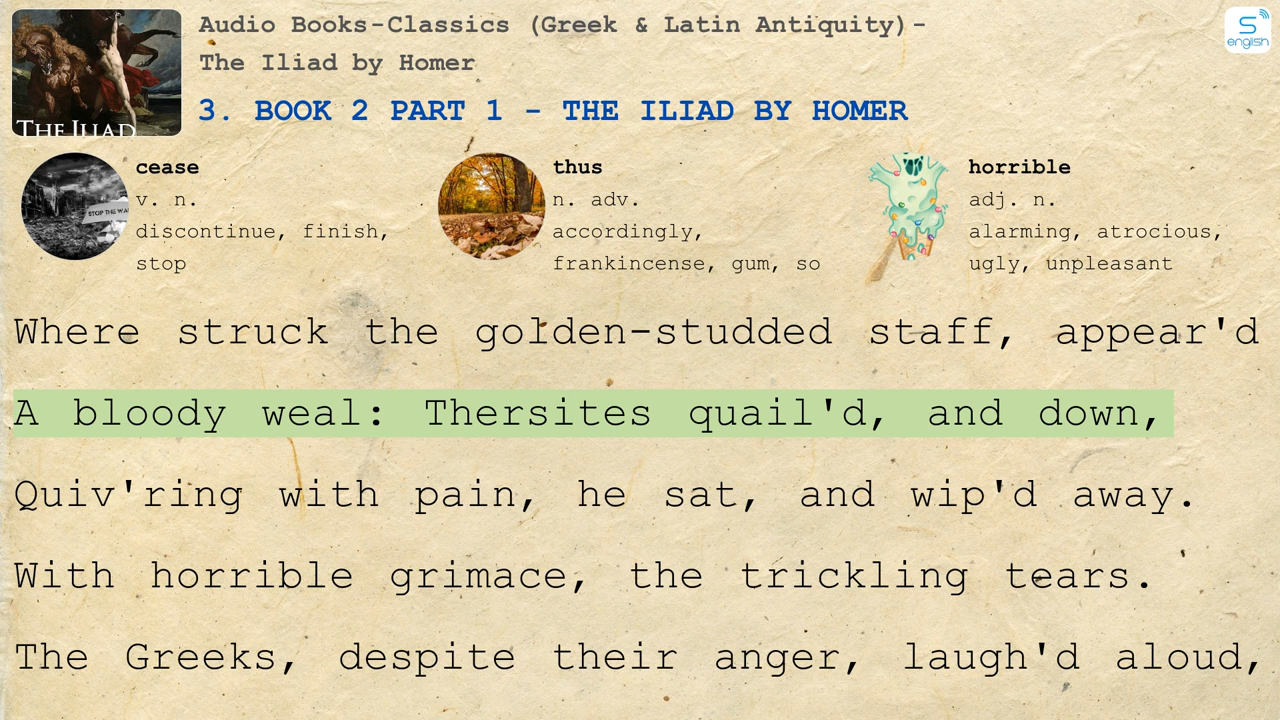 Audio Books-Classics (Greek & Latin Antiquity)-
The Iliad by Homer
3. BOOK 2 PART 1 - THE ILIAD BY HOMER
THE ILIAD
S
english
cease
v. n.
discontinue, finish,
stop
STOP THE WA
thus
n. adv.
accordingly,
frankincense, gum, so
horrible
adj. n.
alarming, atrocious,
ugly, unpleasant
Where struck the golden-studded staff, appear'd
A bloody weal: Thersites quail'd, and down,
Quiv'ring with pain, he sat, and wip'd away.
With horrible grimace, the trickling tears.
The Greeks, despite their anger, laugh'd aloud,